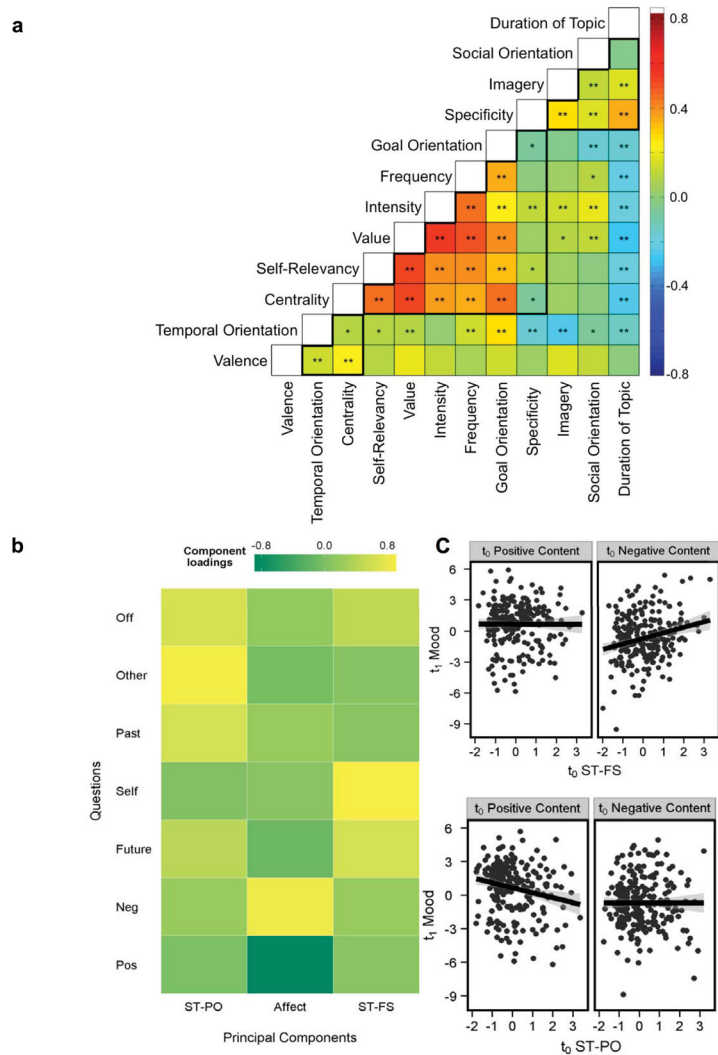 a
Duration of Topic
Social Orientation
Imagery
Specificity
Goal Orientation
Frequency
Intensity
Value
Self-Relevancy
Centrality
Temporal Orientation
Valence
** **
** ** **
* ** **
** * **
** ** ** ** ** **
** ** ** * ** **
** ** ** ** * **
** ** ** ** ** * **
* * ** ** ** ** ** * **
** **
0.8
0.4
0.0
-0.4
-0.8
Valence
Temporal Orientation
Centrality
Self-Relevancy
Value
Intensity
Frequency
Goal Orientation
Specificity
Imagery
Social Orientation
Duration of Topic
b
Component
loadings
-0.8 0.0 0.8
Questions
Off
Other
Past
Self
Future
Neg
Pos
ST-PO Affect ST-FS
Principal Components
C
t₀ Positive Content t₀ Negative Content
t₁ Mood
6
3
0
-3
-6
-9
-2 -1 0 1 2 3 -2 -1 0 1 2 3
t₀ ST-FS
t₀ Positive Content t₀ Negative Content
t₁ Mood
6
3
0
-3
-6
-9
-2 -1 0 1 2 3 -2 -1 0 1 2 3
t₀ ST-PO